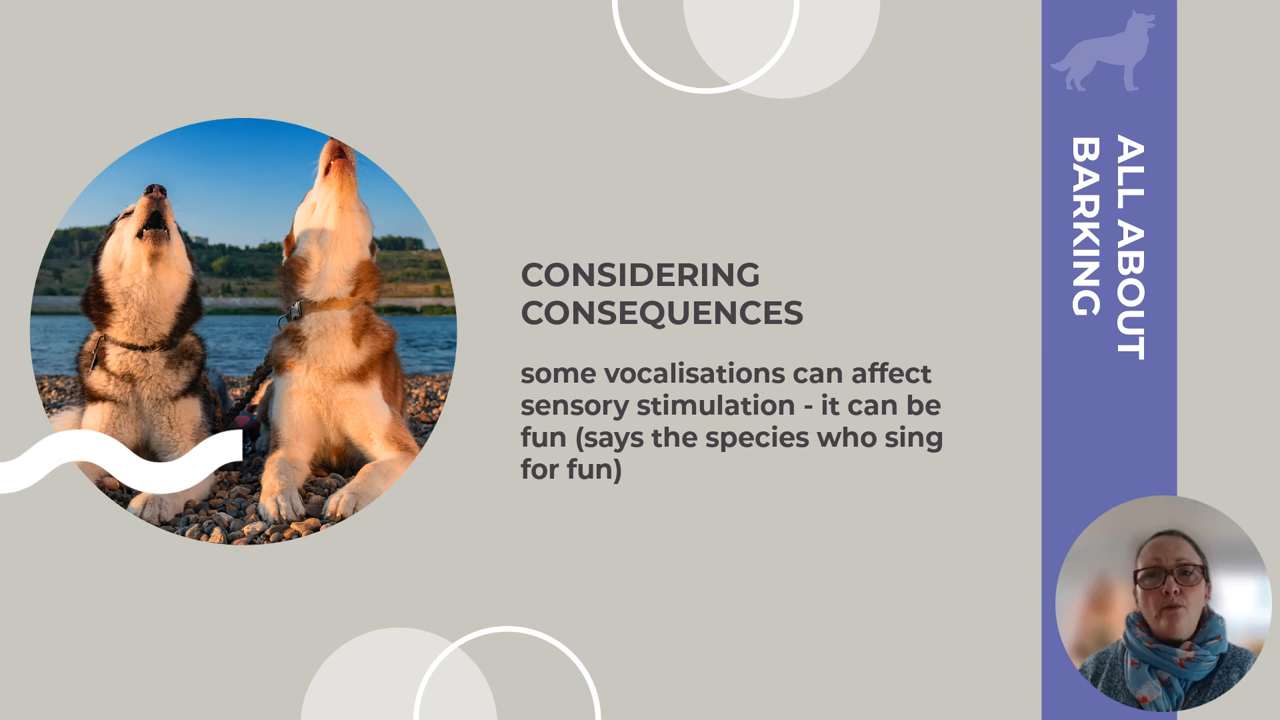 CONSIDERING
CONSEQUENCES
some vocalisations can affect
sensory stimulation - it can be
fun (says the species who sing
for fun)
ALL ABOUT
BARKING